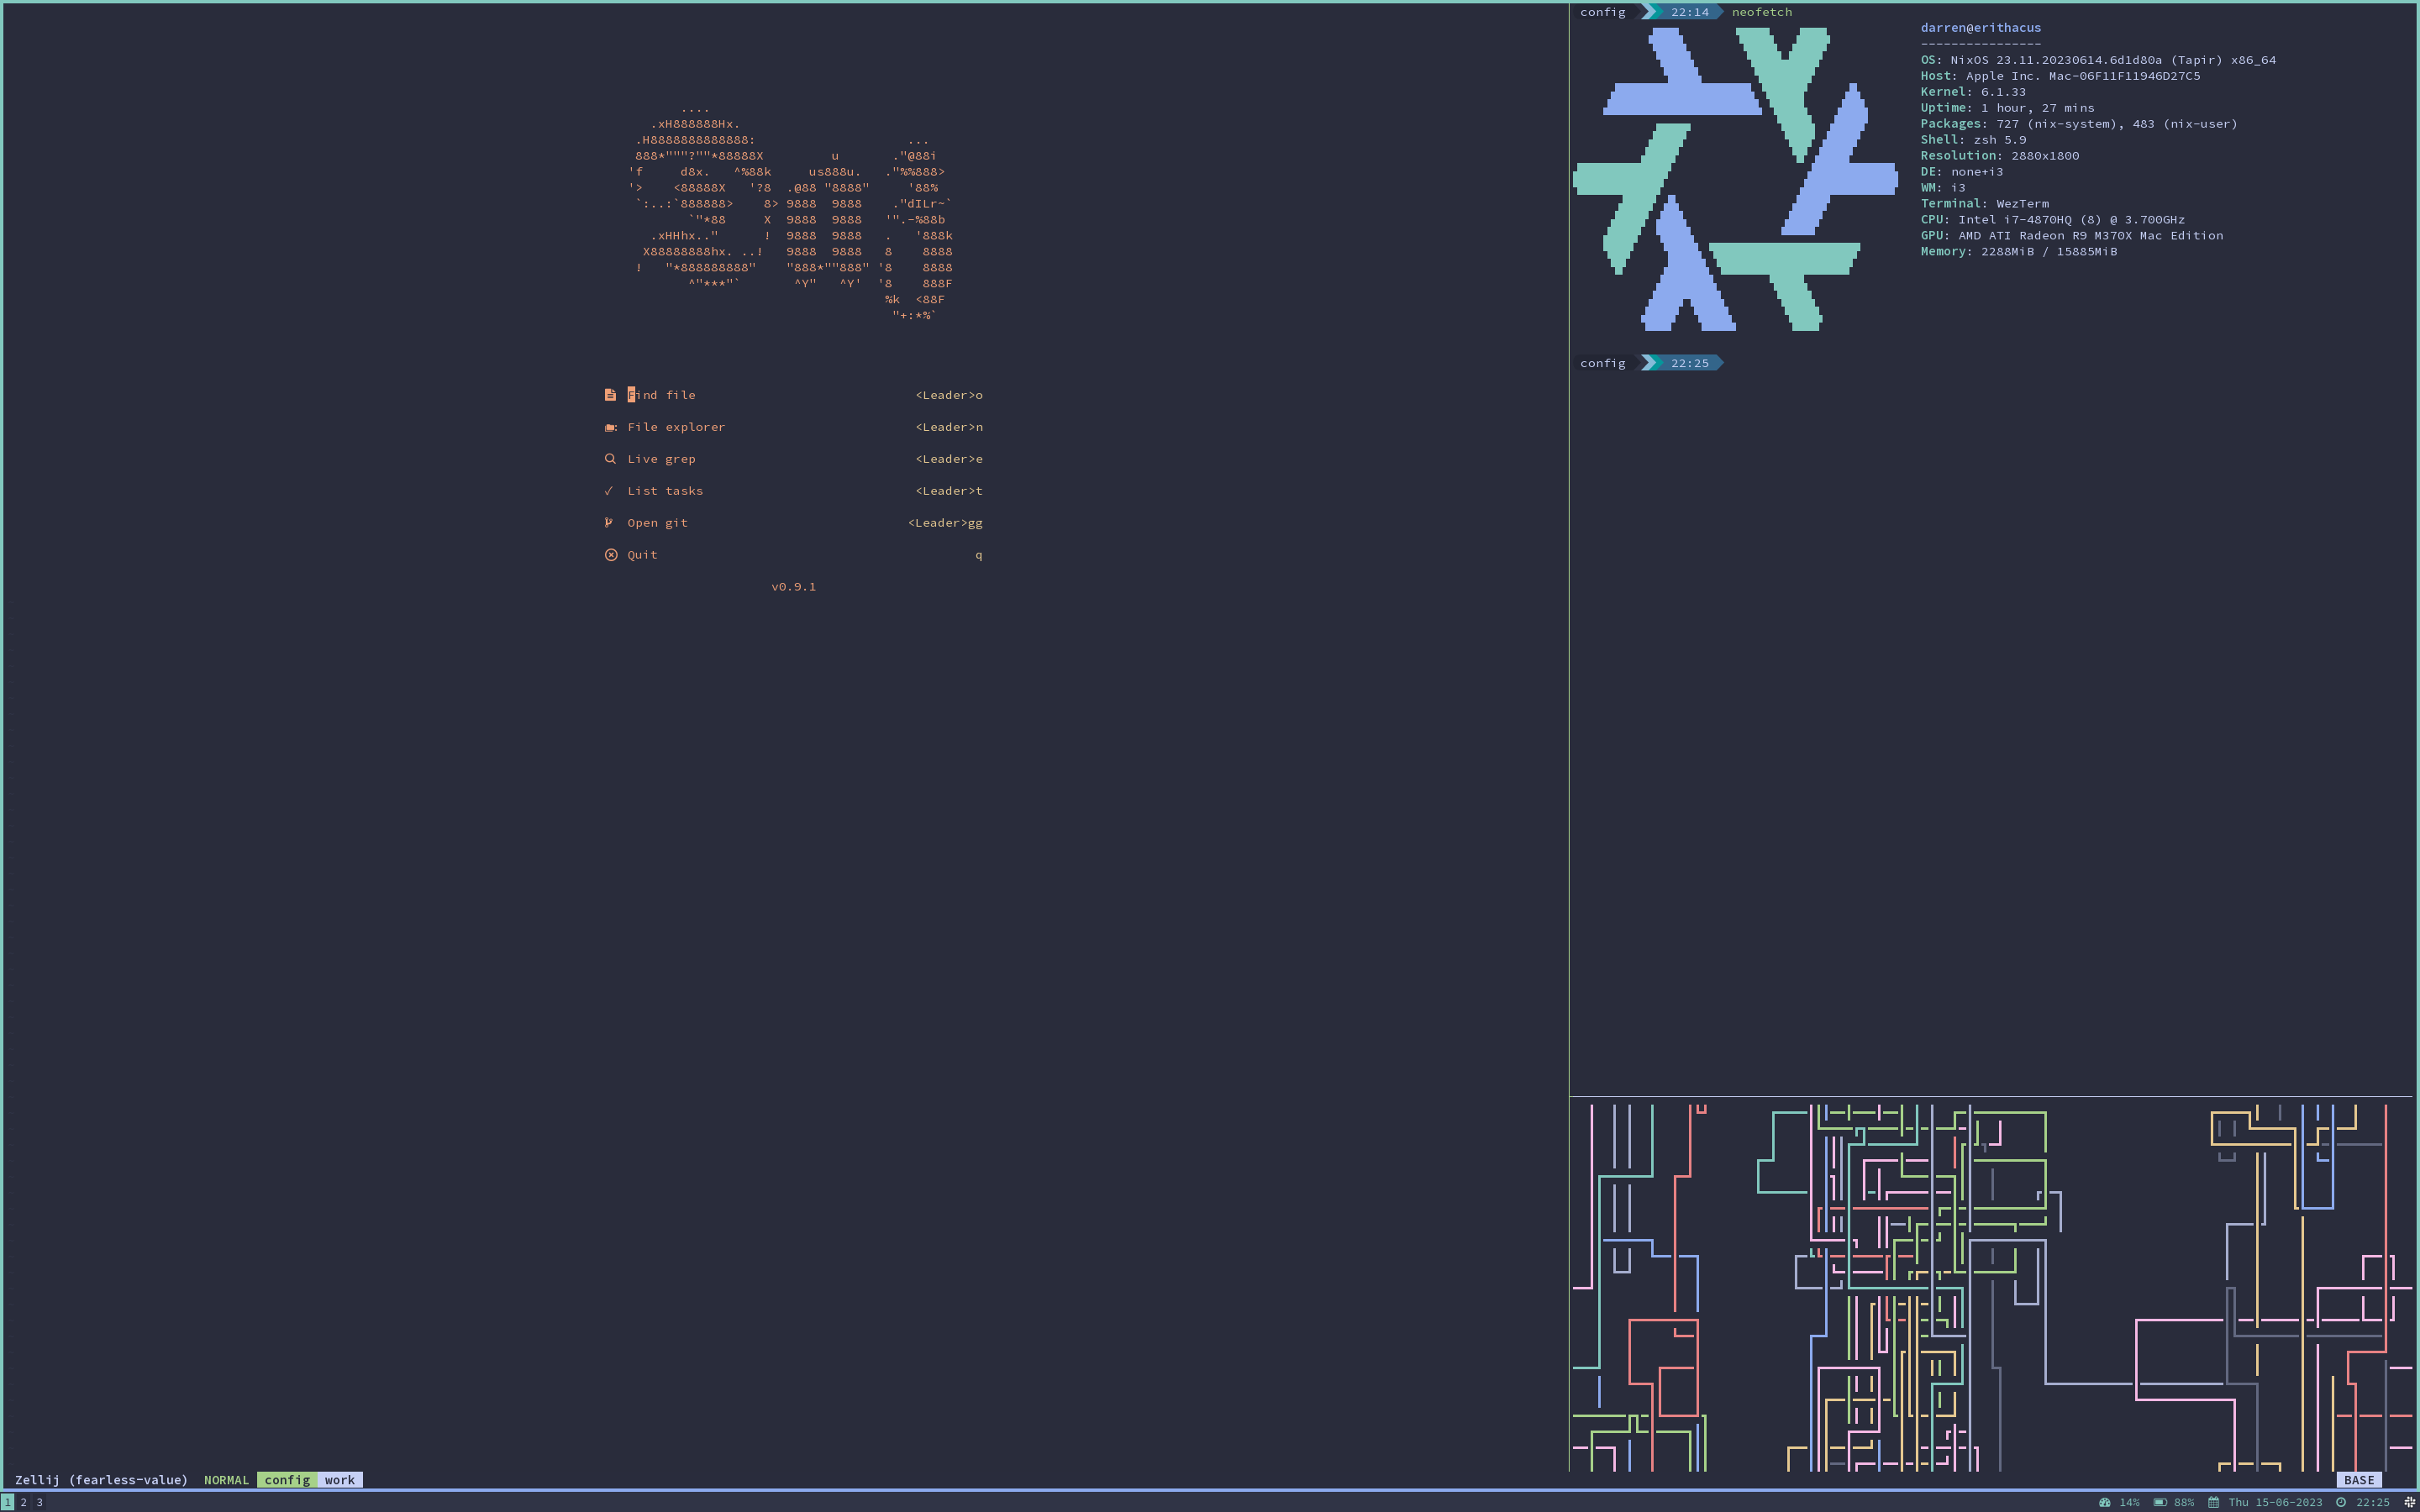 ....
.xH888888Hx.
.H8888888888888: ...
888*"""?""*88888X u ."@88i
'f d8x. ^%88k us888u. ."%%888>
'> <88888X '?8 .@88 "8888" '88%
`:..:`888888> 8> 9888 9888 ."dILr~`
`"*88 X 9888 9888 '".-%88b
.xHHhx.." ! 9888 9888 . '888k
X88888888hx. ..! 9888 9888 8 8888
! "*888888888" "888*""888" '8 8888
^"***"` ^Y" ^Y' '8 888F
%k <88F
"+:*%`
Find file <Leader>o
File explorer <Leader>n
Live grep <Leader>e
✓ List tasks <Leader>t
Open git <Leader>gg
Quit q
v0.9.1
config 22:14 neofetch
darren@erithacus
----------------
OS: NixOS 23.11.20230614.6d1d80a (Tapir) x86_64
Host: Apple Inc. Mac-06F11F11946D27C5
Kernel: 6.1.33
Uptime: 1 hour, 27 mins
Packages: 727 (nix-system), 483 (nix-user)
Shell: zsh 5.9
Resolution: 2880x1800
DE: none+i3
WM: i3
Terminal: WezTerm
CPU: Intel i7-4870HQ (8) @ 3.700GHz
GPU: AMD ATI Radeon R9 M370X Mac Edition
Memory: 2288MiB / 15885MiB
config 22:25
Zellij (fearless-value) NORMAL config work BASE
1 2 3 14% 88% Thu 15-06-2023 22:25